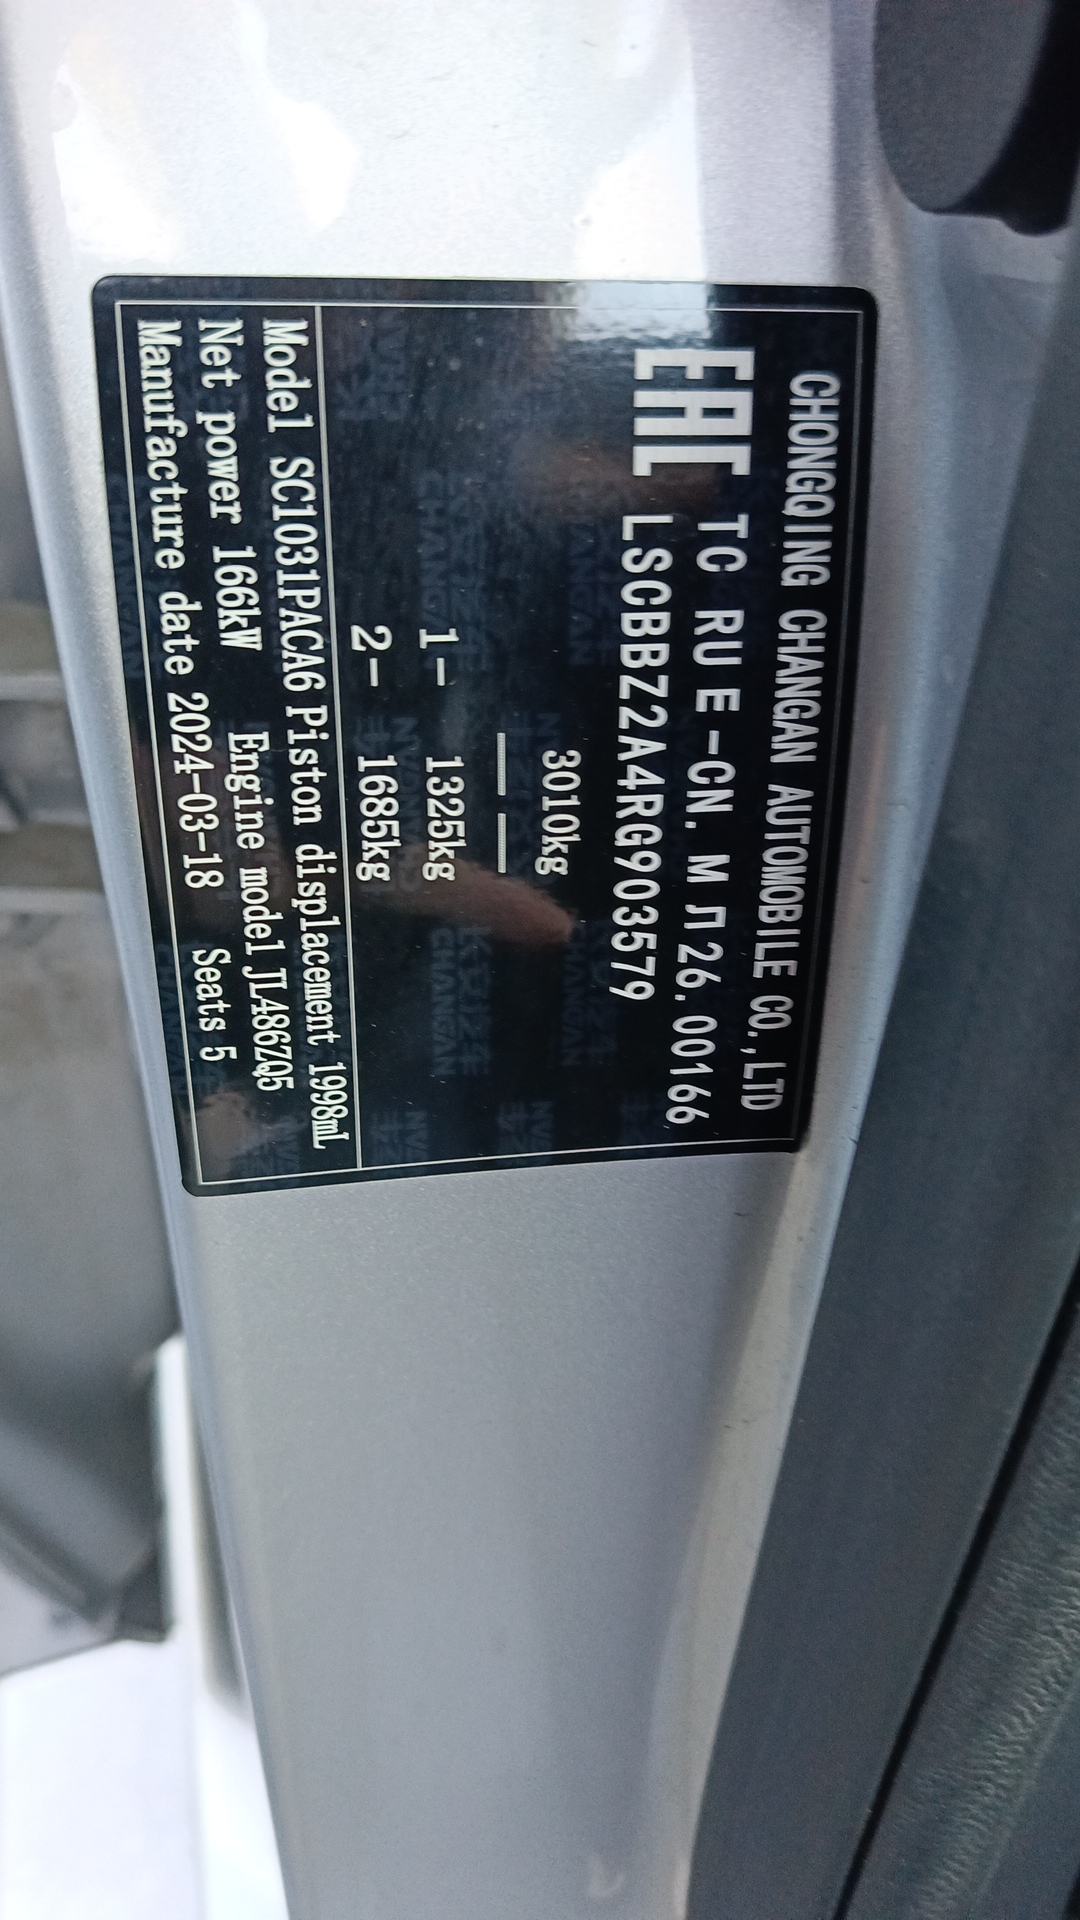 CHONGQING CHANGAN AUTOMOBILE CO.,LTD
EAC TC RU E-CN. М Л26.00166
LSCBBZ2A4RG903579
3010kg
—— ——
1- 1325kg
2- 1685kg
Model SC1031PACA6 Piston displacement 1998mL
Net power 166kW Engine model JL486ZQ5
Manufacture date 2024-03-18 Seats 5